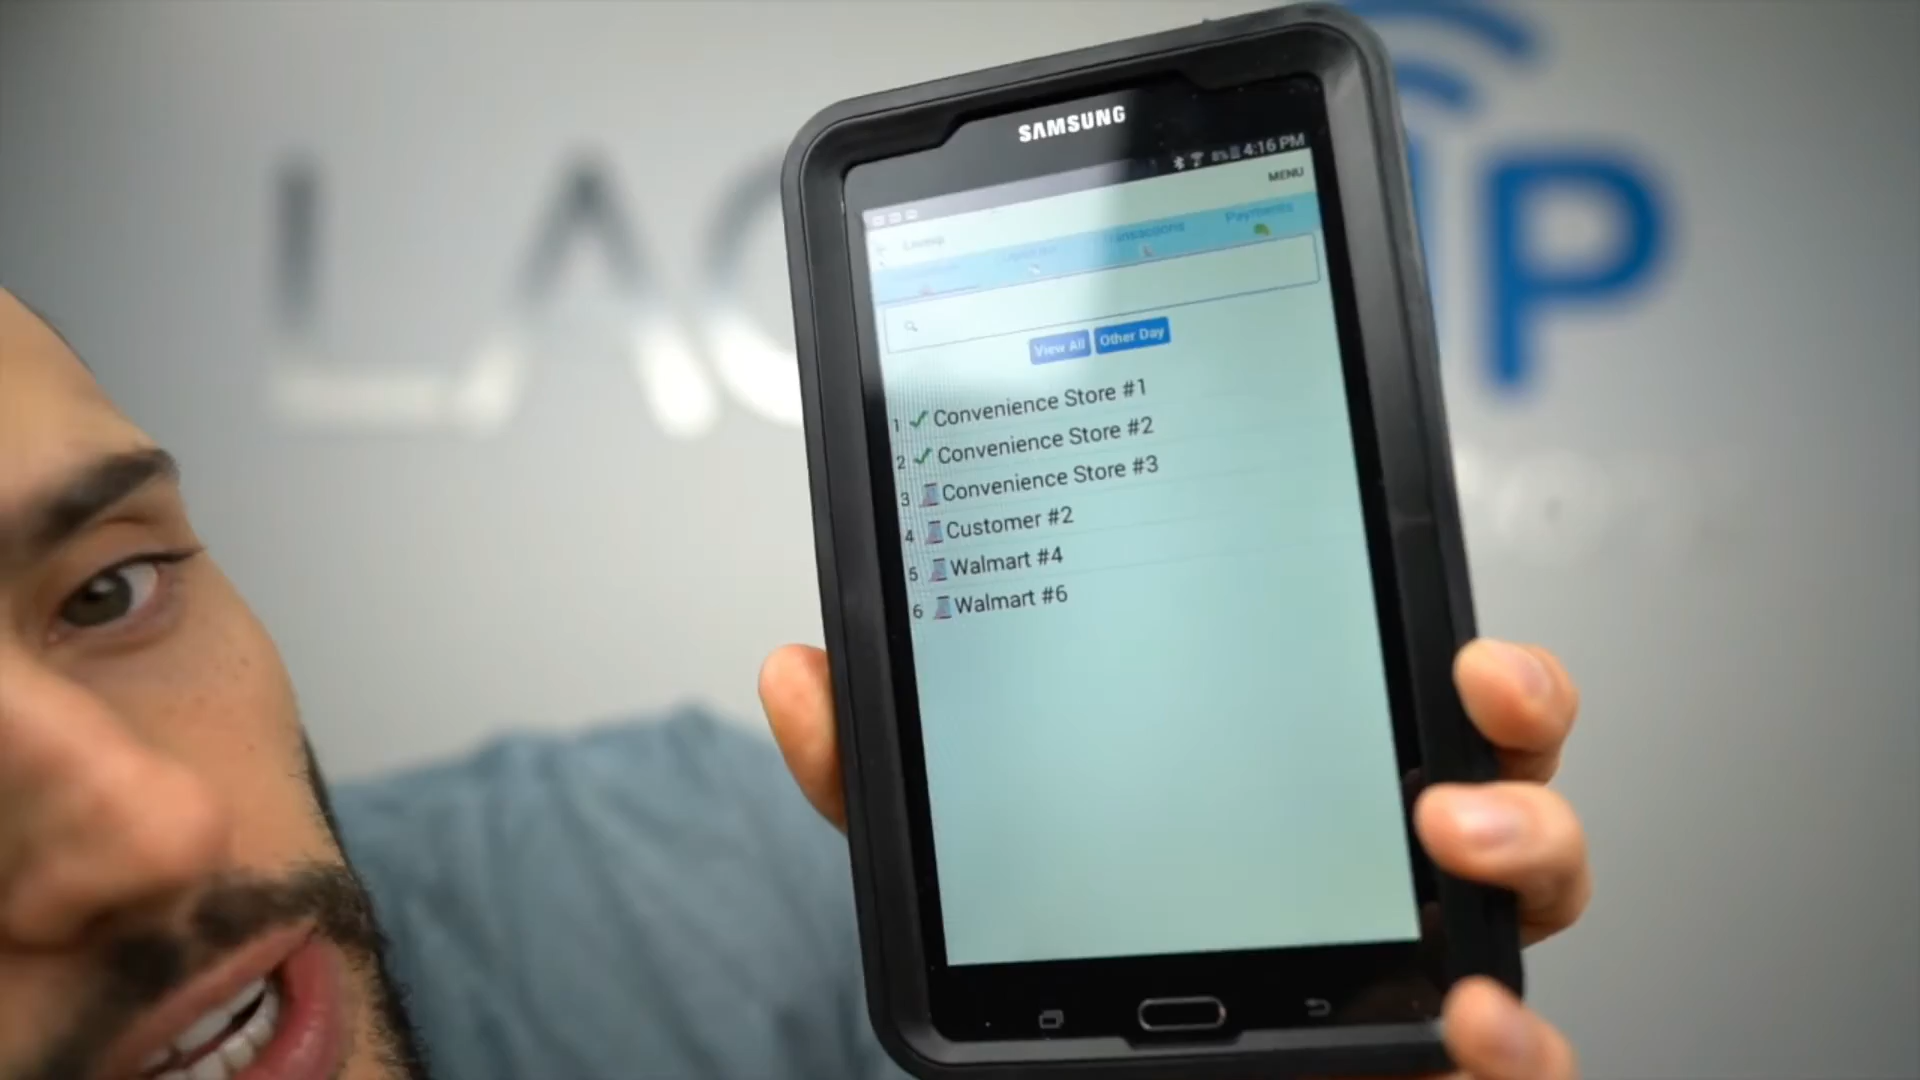 SAMSUNG
8% 4:16 PM
MENU
Payments
View All
Other Day
1 Convenience Store #1
2 Convenience Store #2
3 Convenience Store #3
4 Customer #2
5 Walmart #4
6 Walmart #6